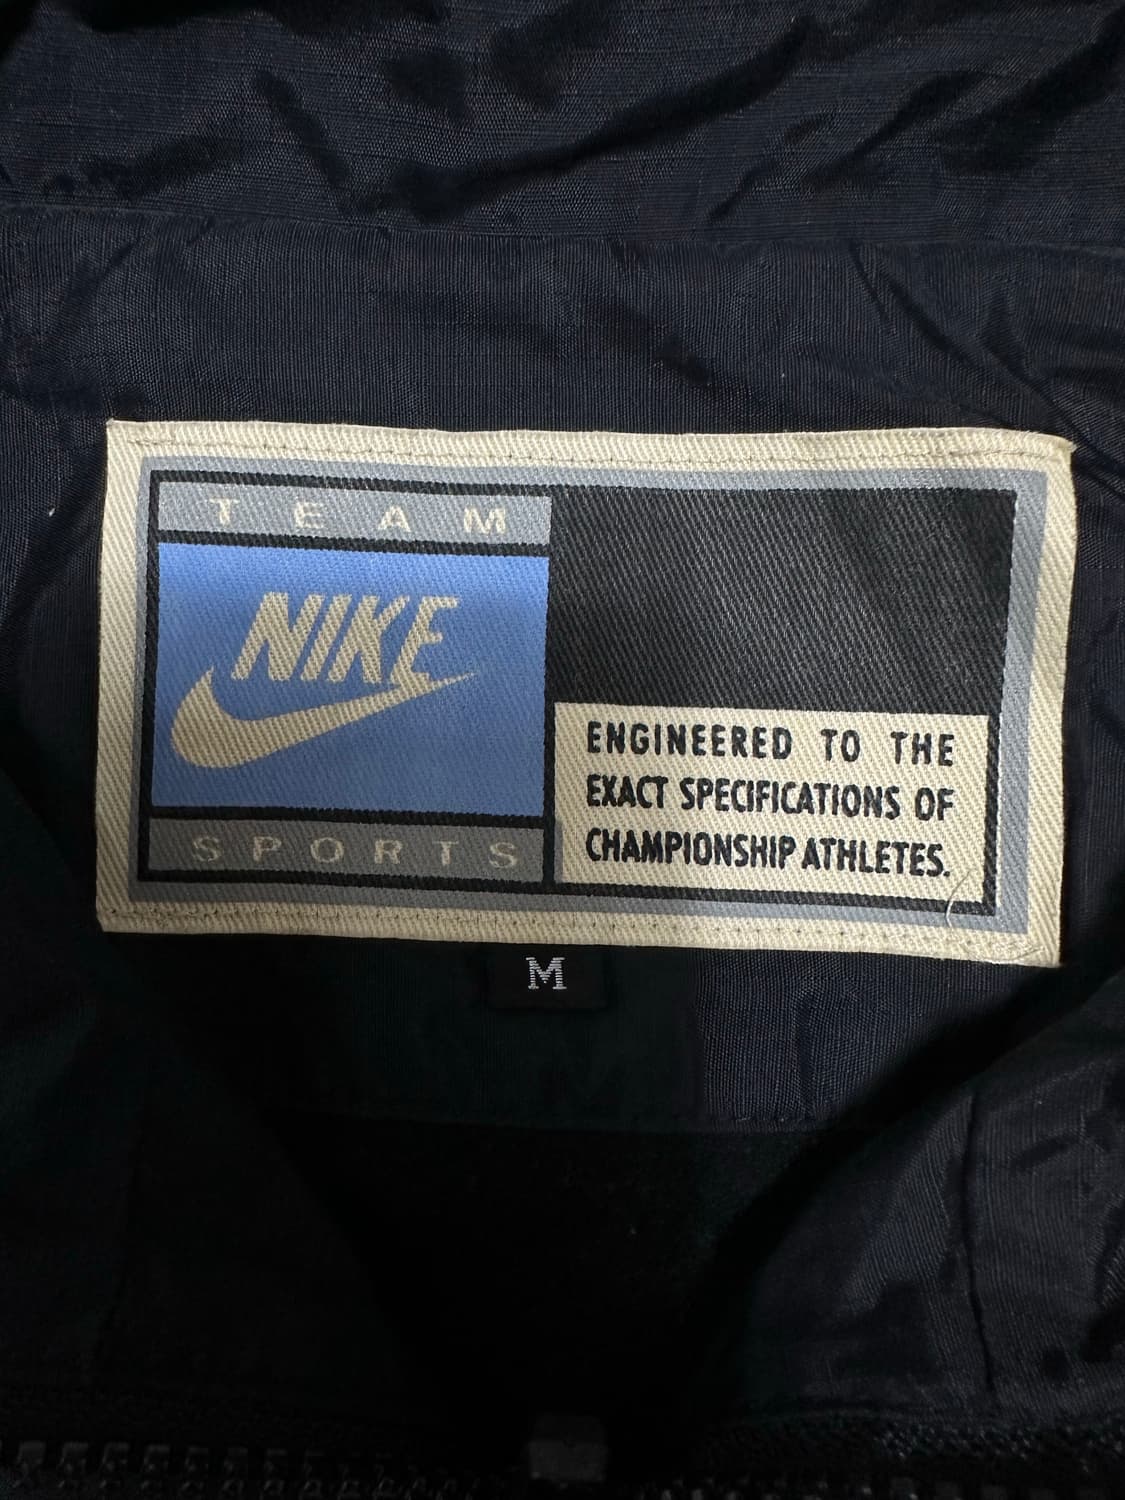 TEAM
NIKE
SPORTS
ENGINEERED TO THE
EXACT SPECIFICATIONS OF
CHAMPIONSHIP ATHLETES.
M